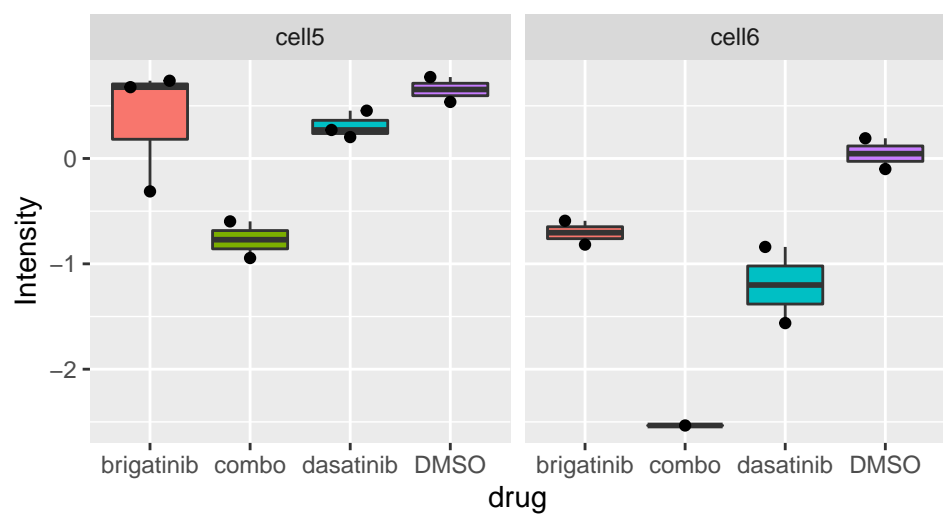 cell5 cell6
Intensity
0
−1
−2
brigatinib combo dasatinib DMSO brigatinib combo dasatinib DMSO
drug